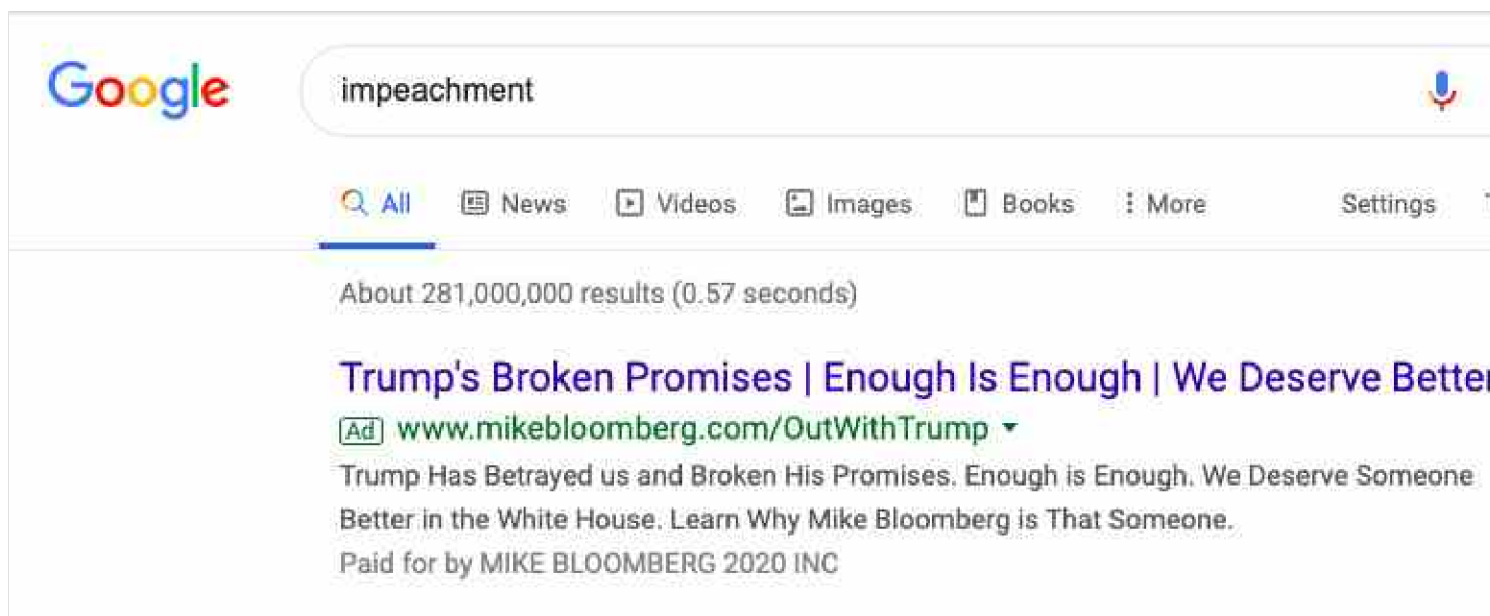 Google
impeachment
All News Videos Images Books More Settings
About 281,000,000 results (0.57 seconds)
Trump's Broken Promises | Enough Is Enough | We Deserve Better
Ad www.mikebloomberg.com/OutWithTrump
Trump Has Betrayed us and Broken His Promises. Enough is Enough. We Deserve Someone
Better in the White House. Learn Why Mike Bloomberg is That Someone.
Paid for by MIKE BLOOMBERG 2020 INC